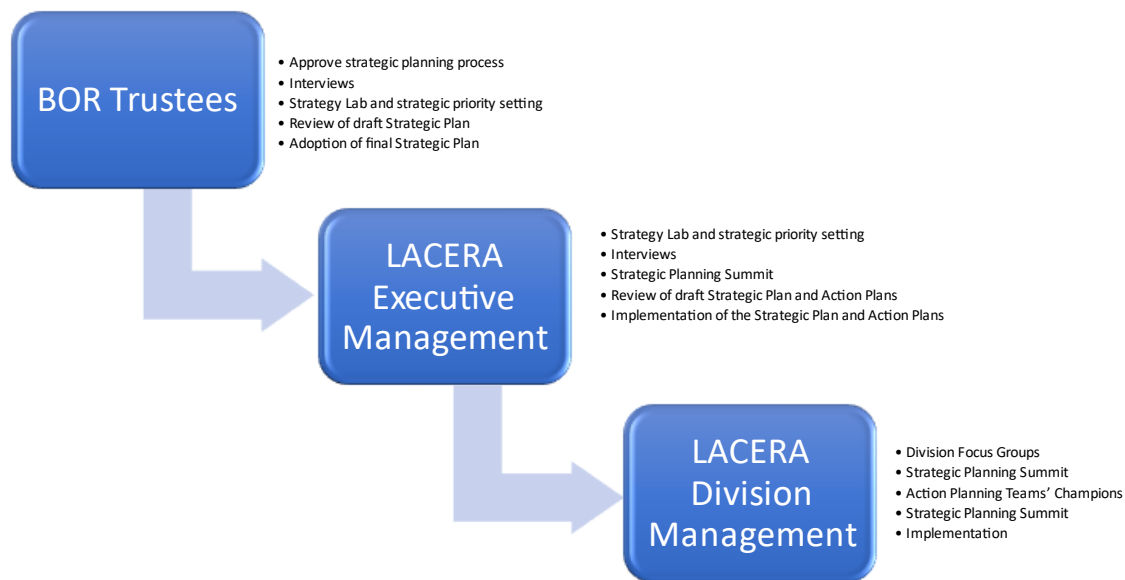 BOR Trustees
• Approve strategic planning process
• Interviews
• Strategy Lab and strategic priority setting
• Review of draft Strategic Plan
• Adoption of final Strategic Plan
LACERA
Executive
Management
• Strategy Lab and strategic priority setting
• Interviews
• Strategic Planning Summit
• Review of draft Strategic Plan and Action Plans
• Implementation of the Strategic Plan and Action Plans
LACERA
Division
Management
• Division Focus Groups
• Strategic Planning Summit
• Action Planning Teams’ Champions
• Strategic Planning Summit
• Implementation